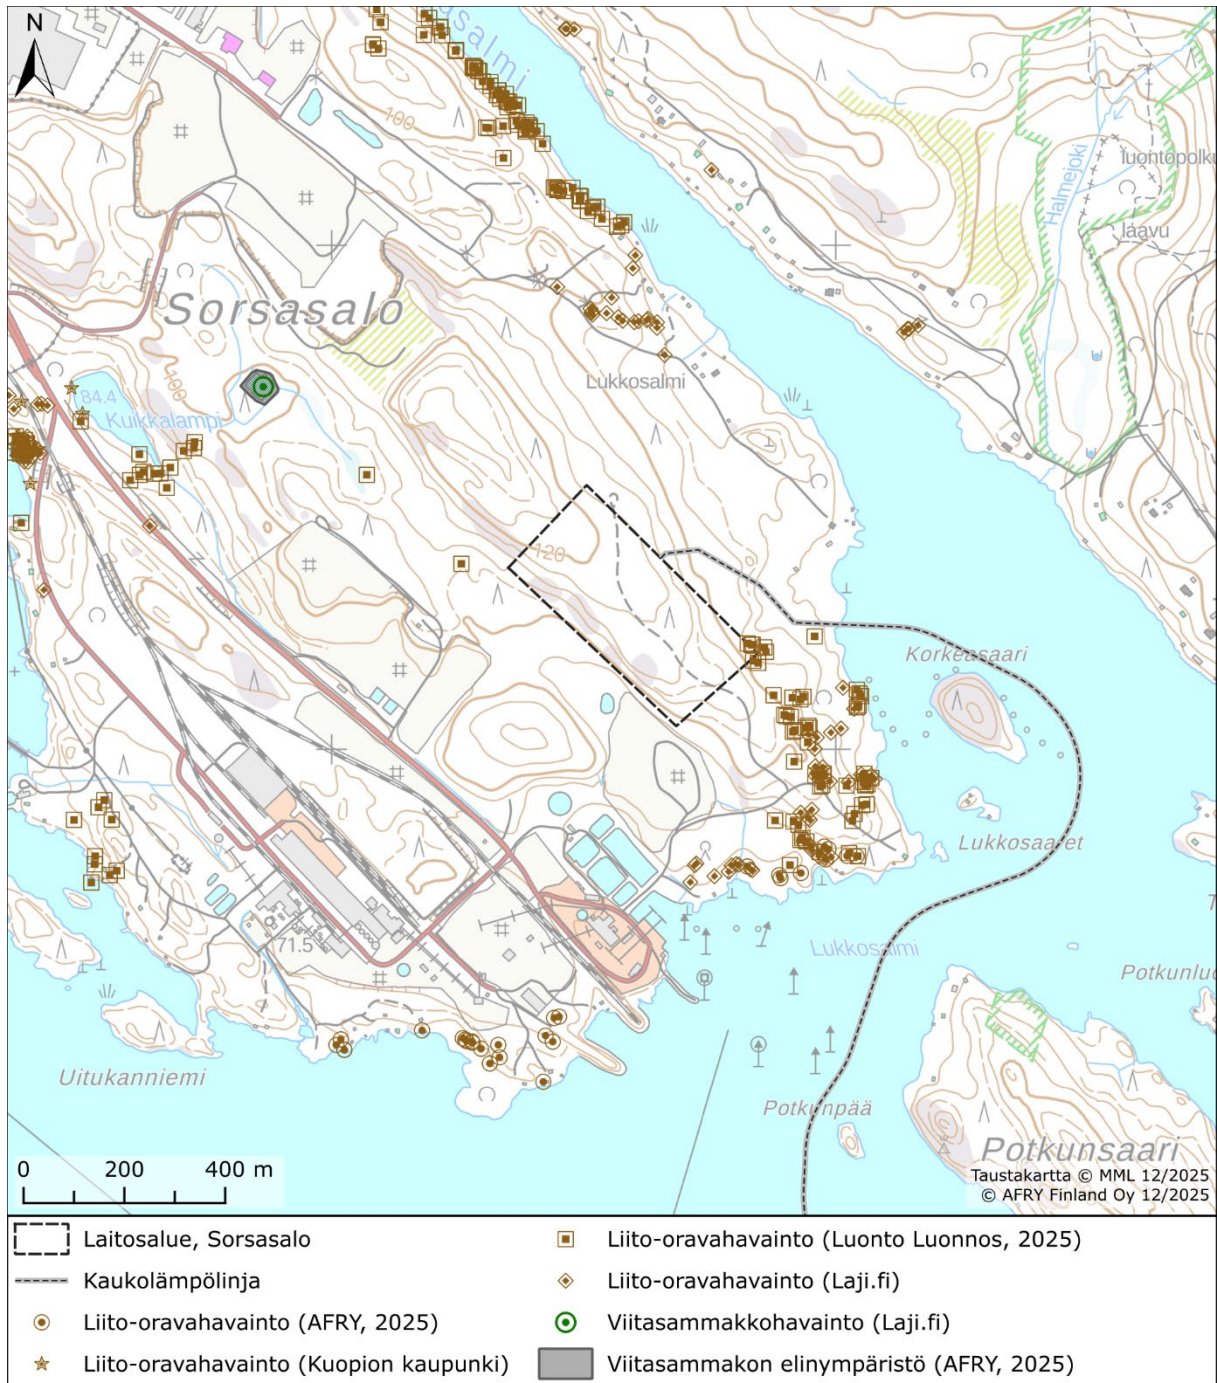 N
asalmi
100
luontopolku
Halmejoki
laavu
Sorsasalo
100
Lukkosalmi
84.4
Kuikkalampi
120
Korkeasaari
Lukkosaaret
71.5
Lukkosalmi
Potkunluo
Uitukanniemi
Potkunpää
Potkunsaari
0 200 400 m
Taustakartta © MML 12/2025
© AFRY Finland Oy 12/2025
Laitosalue, Sorsasalo
Kaukolämpölinja
Liito-oravahavainto (AFRY, 2025)
Liito-oravahavainto (Kuopion kaupunki)
Liito-oravahavainto (Luonto Luonnos, 2025)
Liito-oravahavainto (Laji.fi)
Viitasammakkohavainto (Laji.fi)
Viitasammakon elinympäristö (AFRY, 2025)